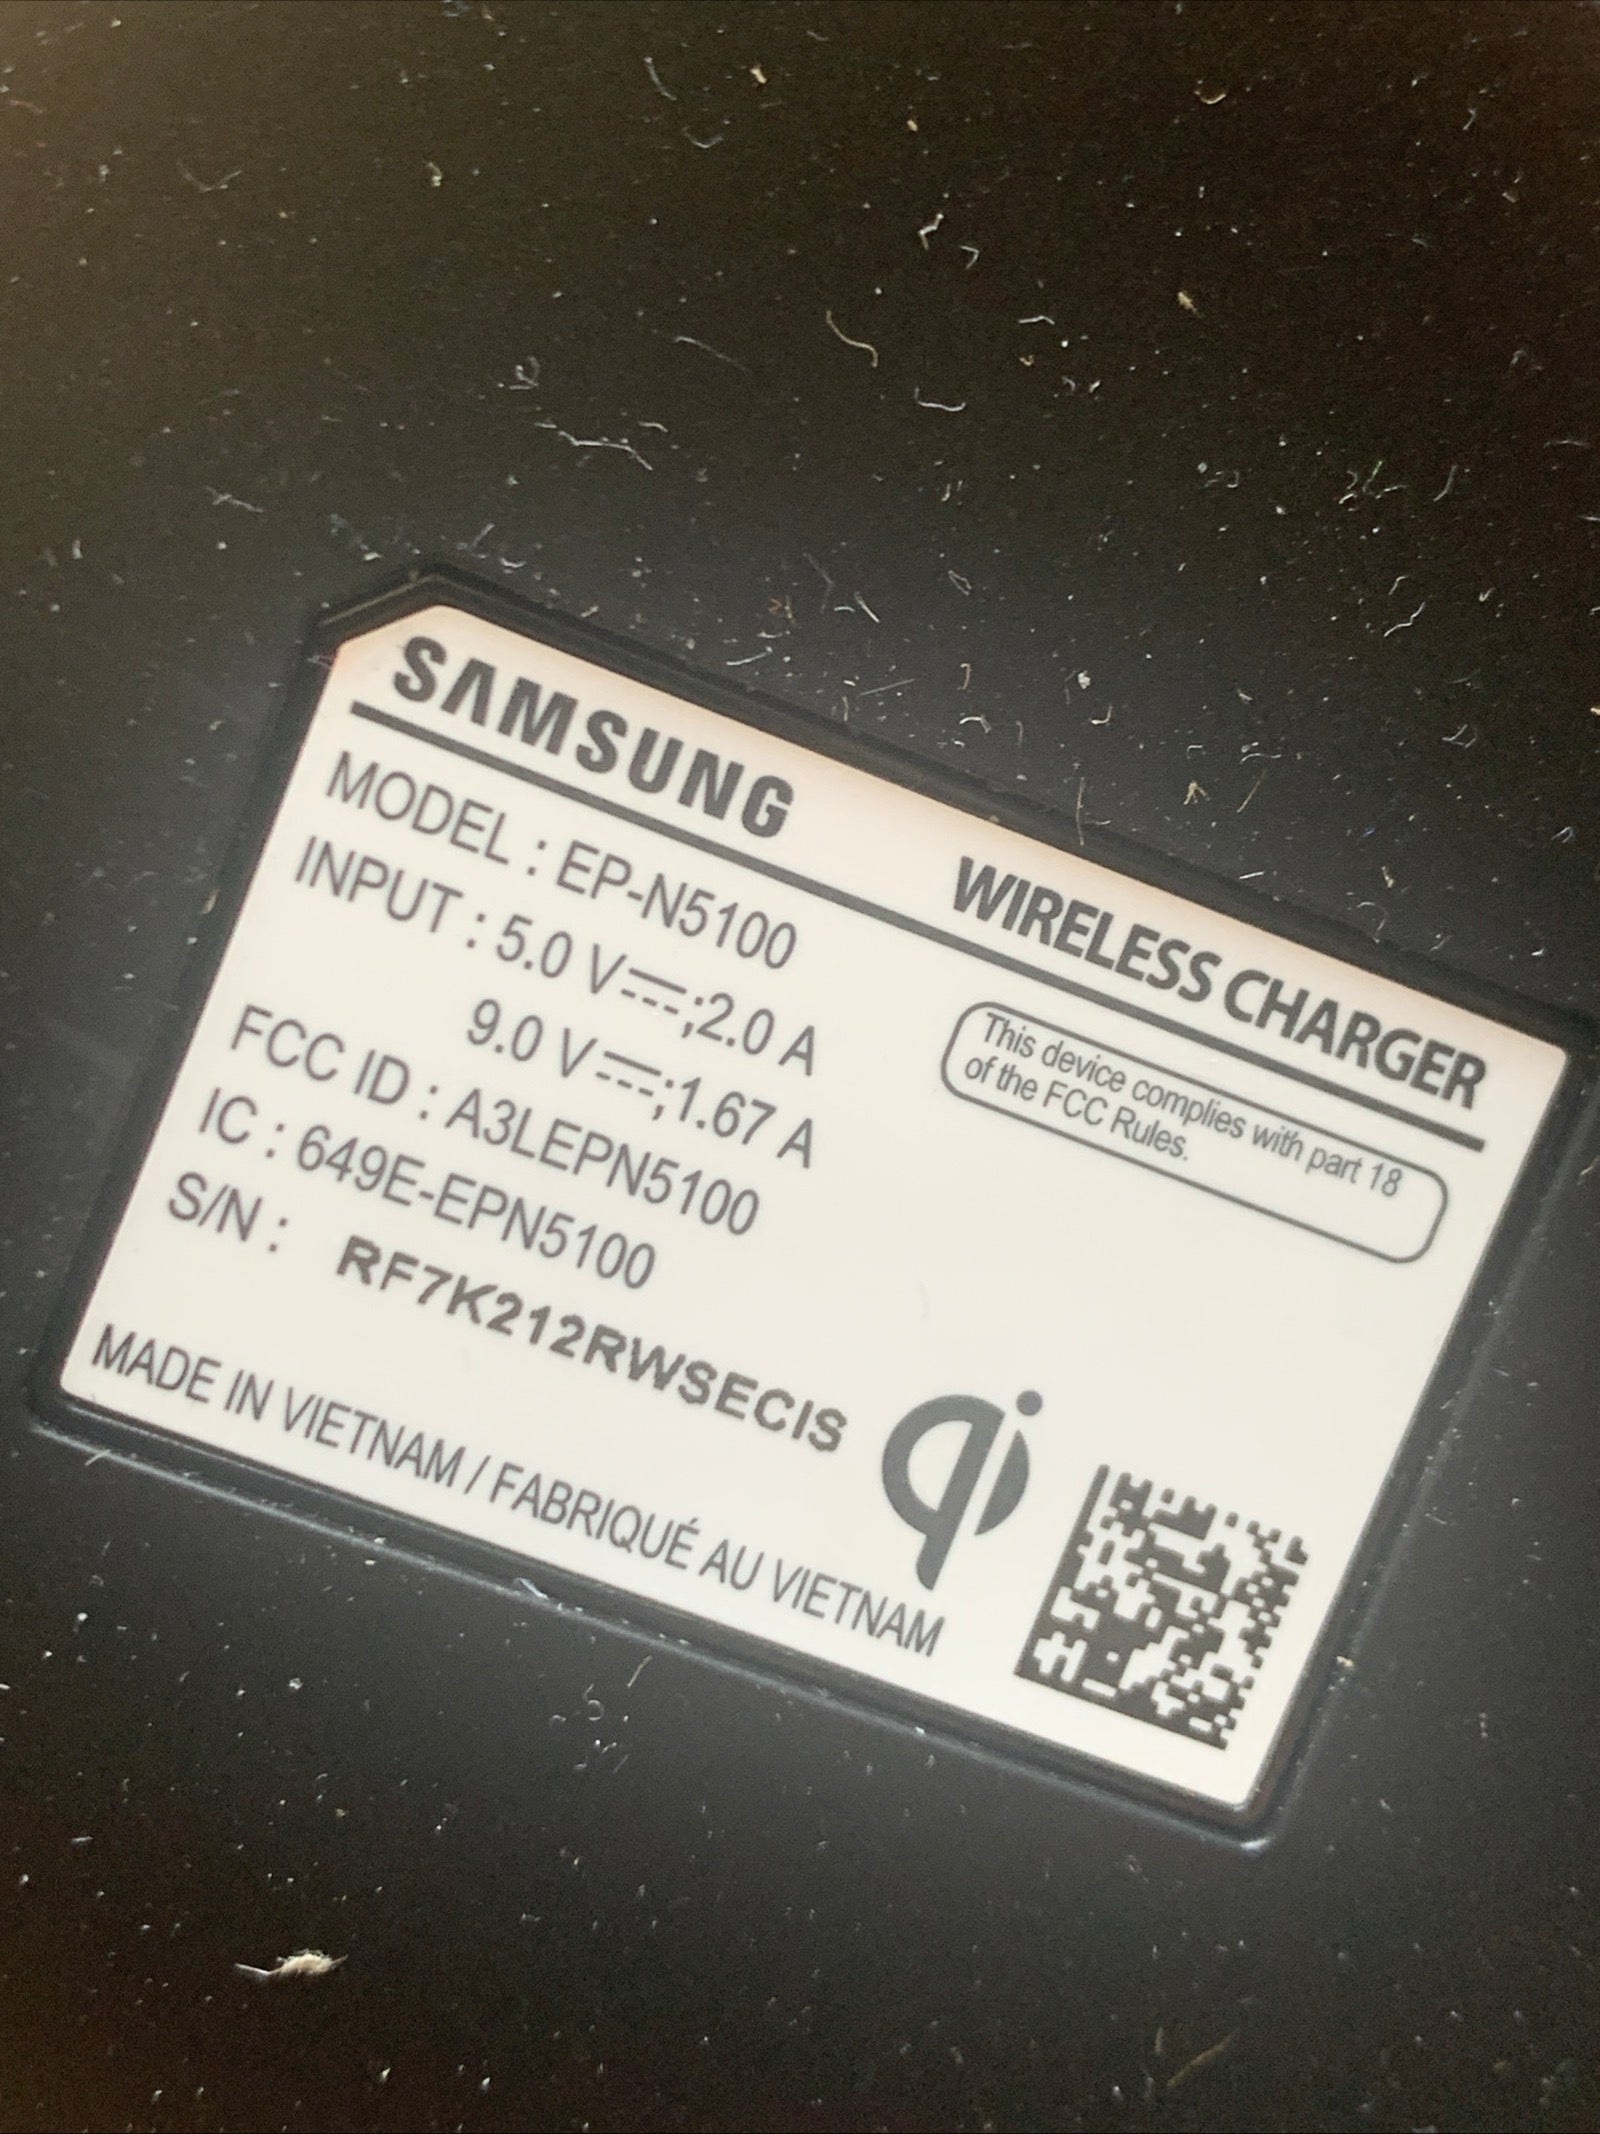 SAMSUNG
WIRELESS CHARGER
MODEL : EP-N5100
INPUT : 5.0 V⎓;2.0 A
9.0 V⎓;1.67 A
FCC ID : A3LEPN5100
IC : 649E-EPN5100
S/N : RF7K212RWSECIS
MADE IN VIETNAM / FABRIQUÉ AU VIETNAM
This device complies with part 18
of the FCC Rules.
qi